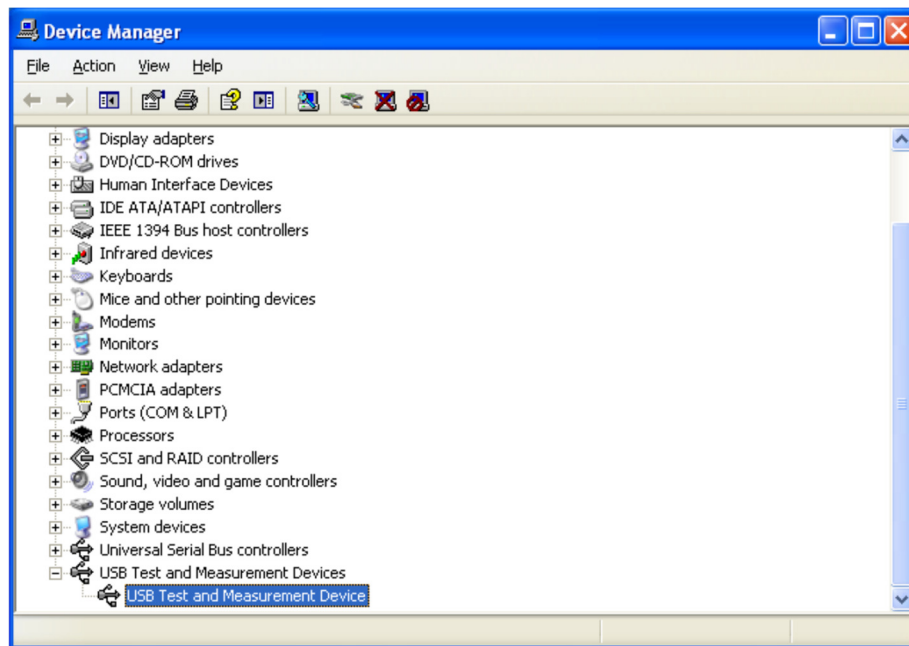 Device Manager
File Action View Help
Display adapters
DVD/CD-ROM drives
Human Interface Devices
IDE ATA/ATAPI controllers
IEEE 1394 Bus host controllers
Infrared devices
Keyboards
Mice and other pointing devices
Modems
Monitors
Network adapters
PCMCIA adapters
Ports (COM & LPT)
Processors
SCSI and RAID controllers
Sound, video and game controllers
Storage volumes
System devices
Universal Serial Bus controllers
USB Test and Measurement Devices
USB Test and Measurement Device